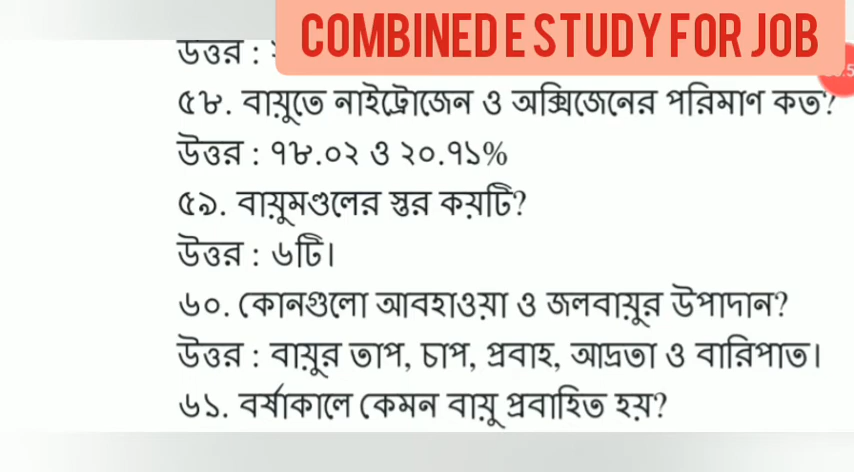 COMBINED E STUDY FOR JOB
উত্তর :
৫৮. বায়ুতে নাইট্রোজেন ও অক্সিজেনের পরিমাণ কত?
উত্তর : ৭৮.০২ ও ২০.৭১%
৫৯. বায়ুমণ্ডলের স্তর কয়টি?
উত্তর : ৬টি।
৬০. কোনগুলো আবহাওয়া ও জলবায়ুর উপাদান?
উত্তর : বায়ুর তাপ, চাপ, প্রবাহ, আদ্রতা ও বারিপাত।
৬১. বর্ষাকালে কেমন বায়ু প্রবাহিত হয়?